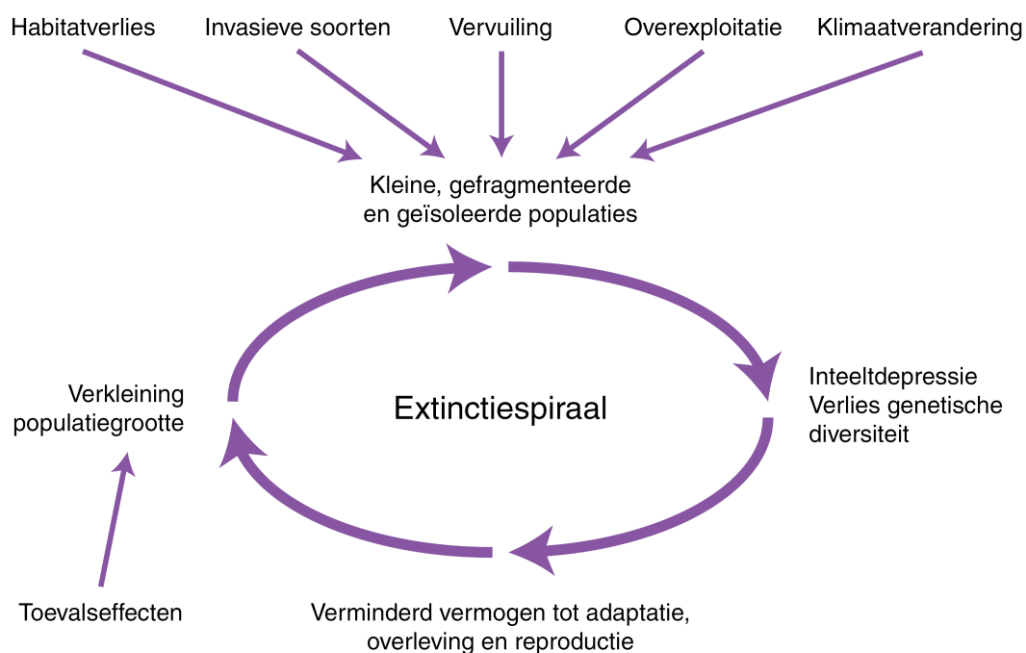 Habitatverlies
Invasieve soorten
Vervuiling
Overexploitatie
Klimaatverandering
Kleine, gefragmenteerde
en geïsoleerde populaties
Verkleining
populatiegrootte
Extinctiespiraal
Inteeltdepressie
Verlies genetische
diversiteit
Toevalseffecten
Verminderd vermogen tot adaptatie,
overleving en reproductie